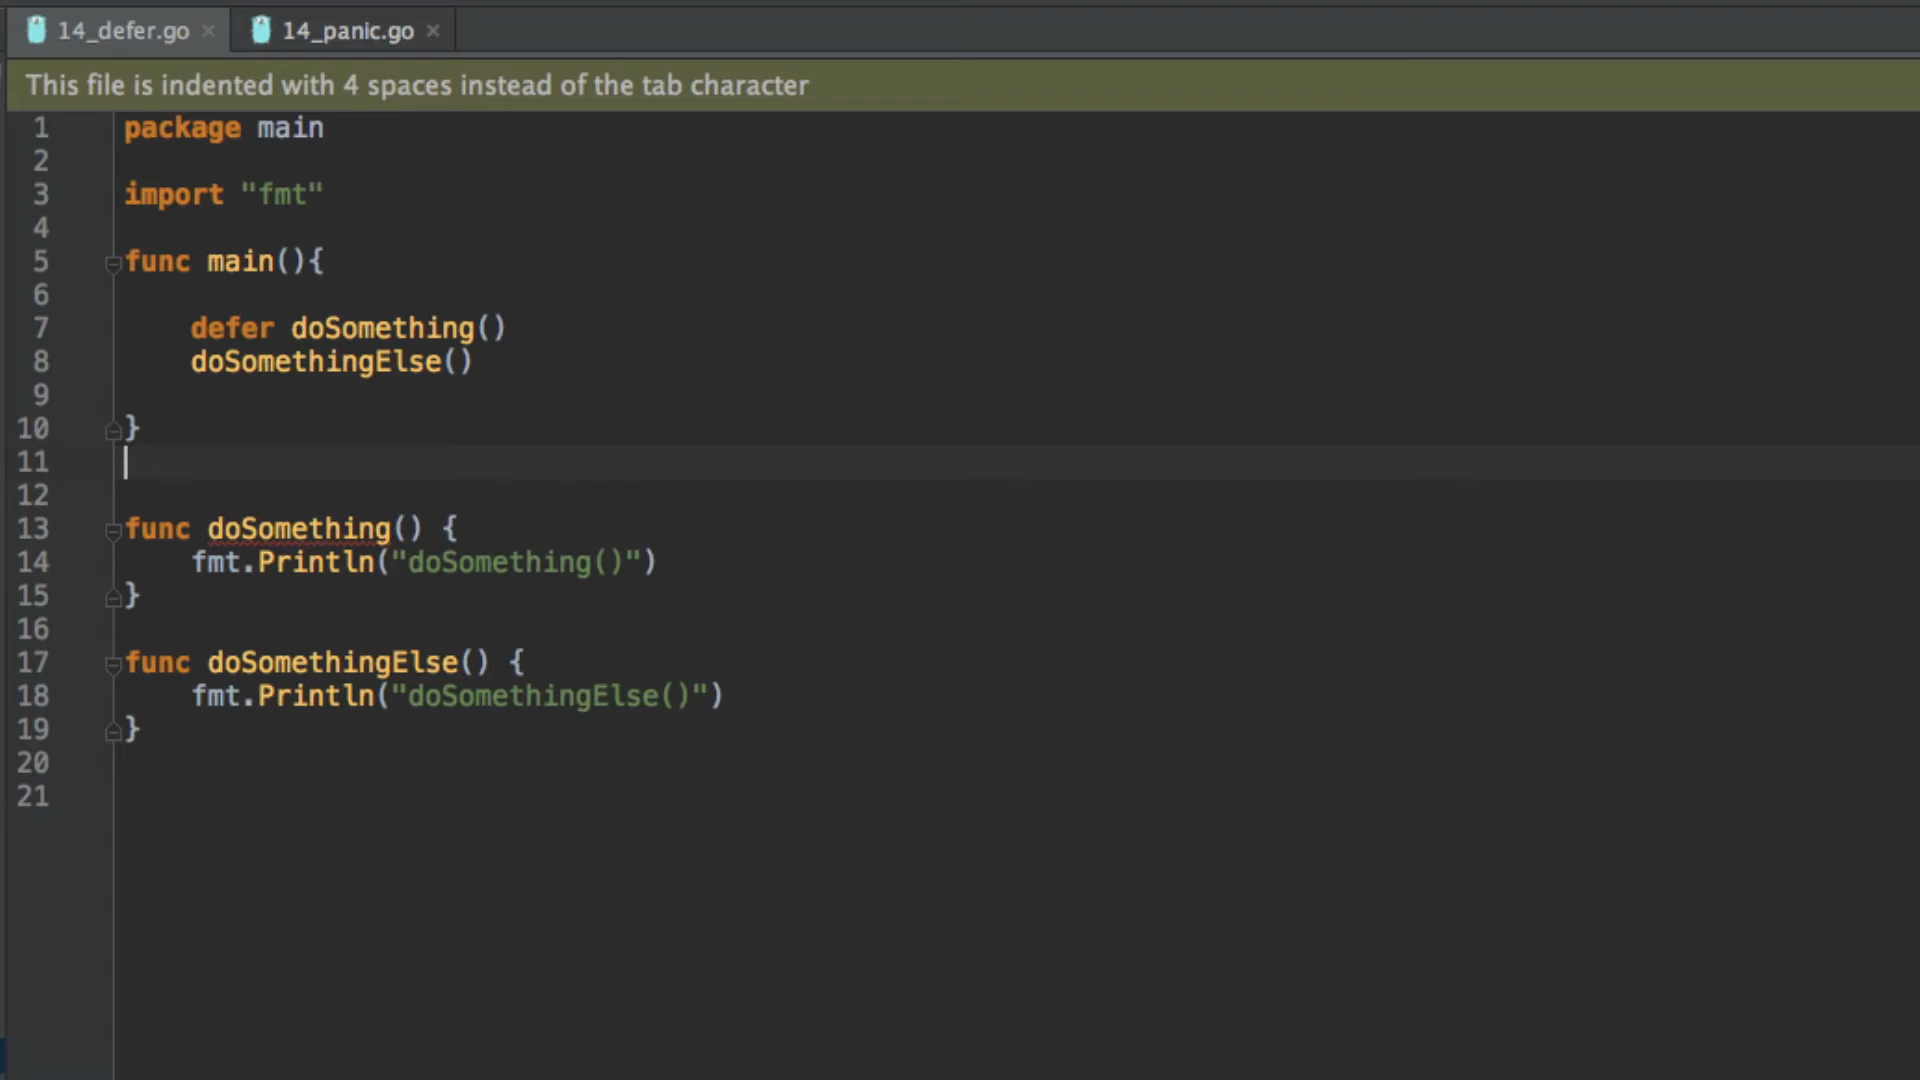 14_defer.go
14_panic.go
This file is indented with 4 spaces instead of the tab character
1 package main
2
3 import "fmt"
4
5 func main(){
6
7     defer doSomething()
8     doSomethingElse()
9
10 }
11
12
13 func doSomething() {
14     fmt.Println("doSomething()")
15 }
16
17 func doSomethingElse() {
18     fmt.Println("doSomethingElse()")
19 }
20
21